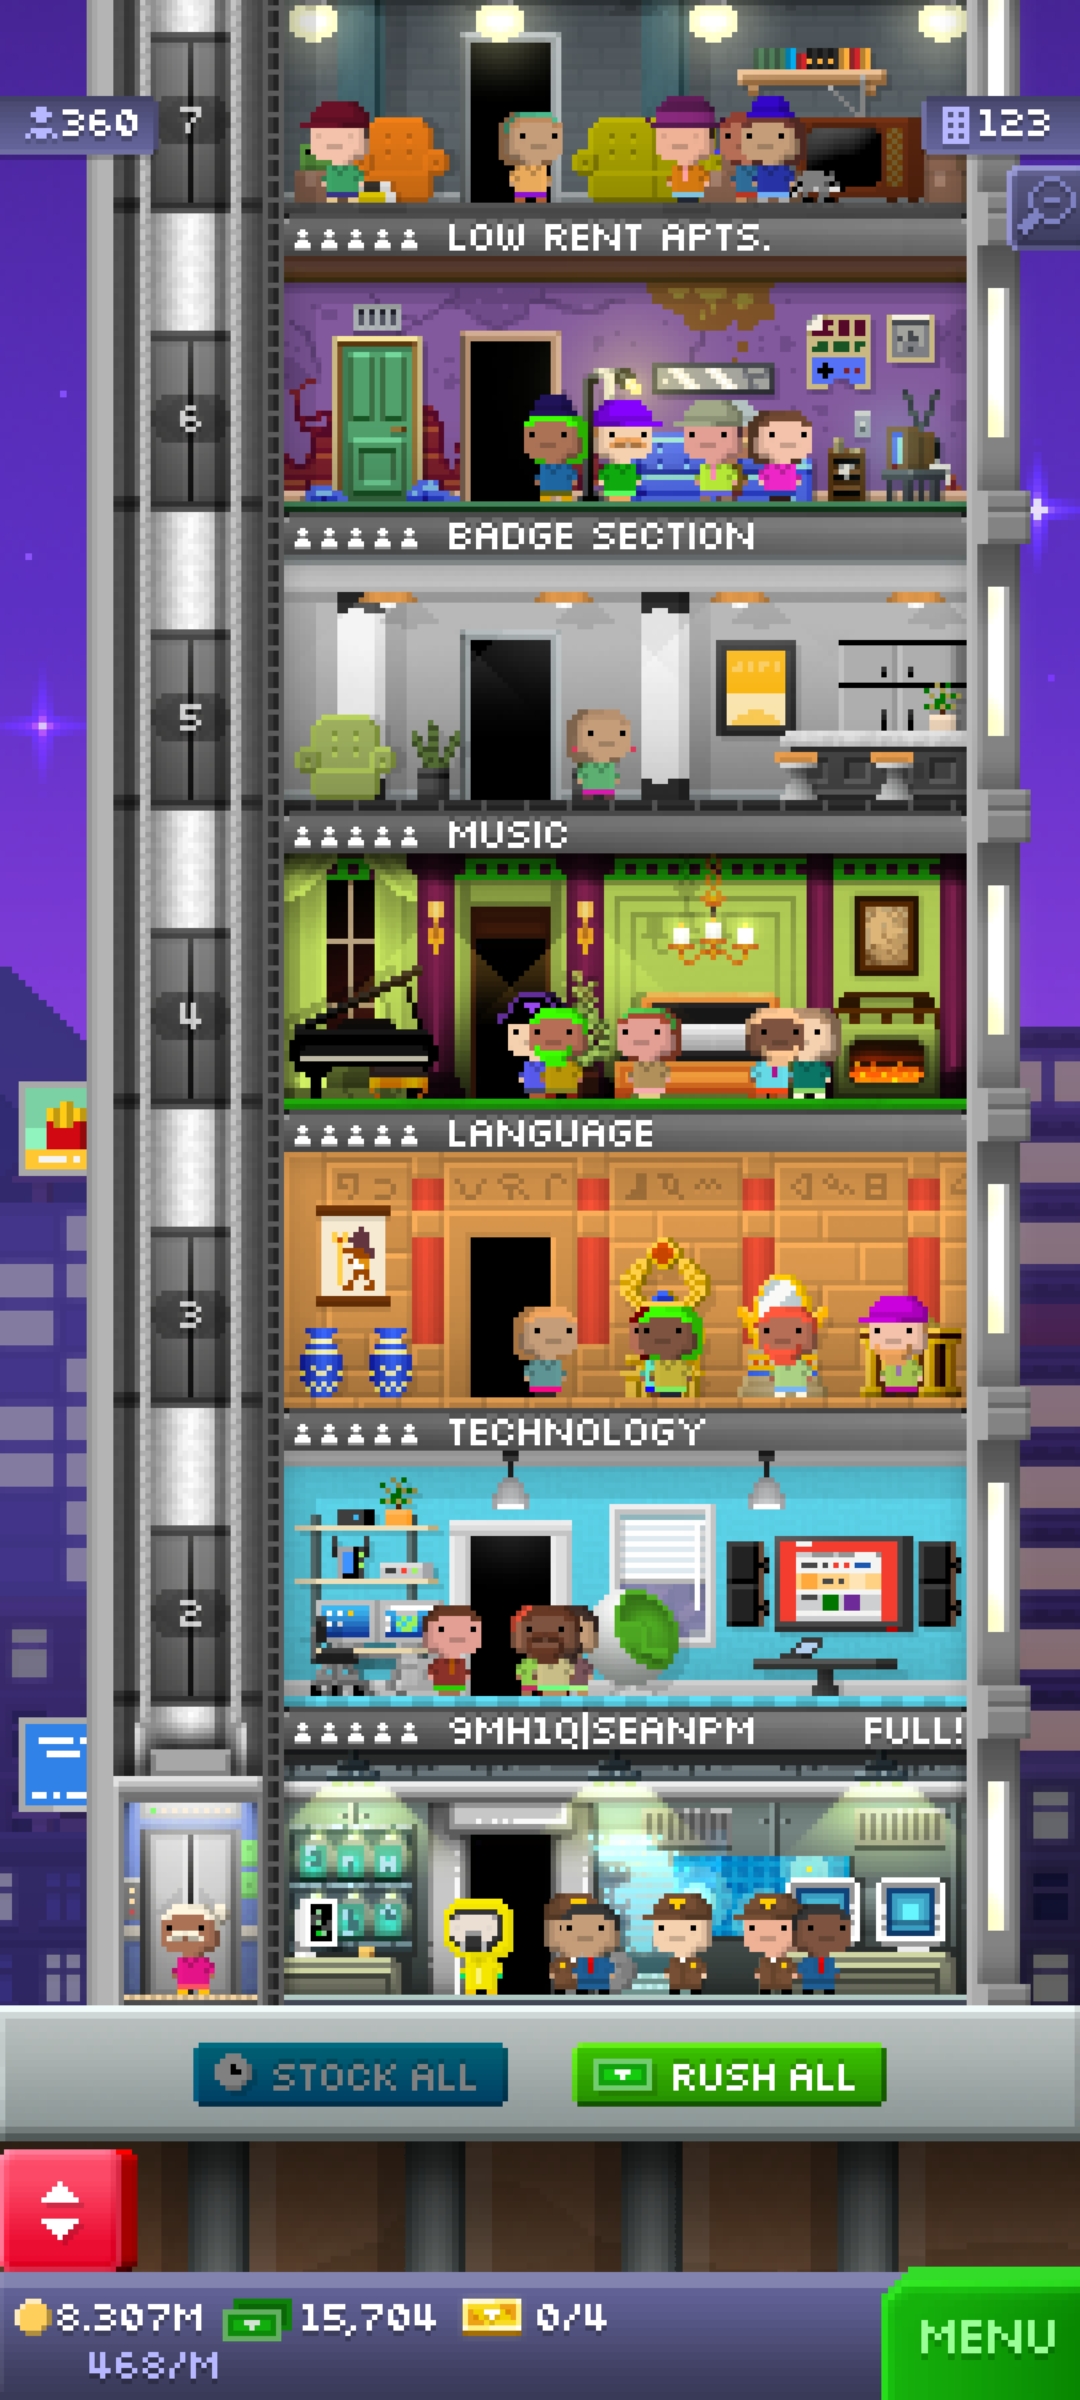 7
360
123
LOW RENT APTS.
6
BADGE SECTION
5
MUSIC
4
LANGUAGE
3
TECHNOLOGY
2
9MH1Q|SEANPM FULL!
STOCK ALL
RUSH ALL
8.307M 15,704 0/4
468/M
MENU